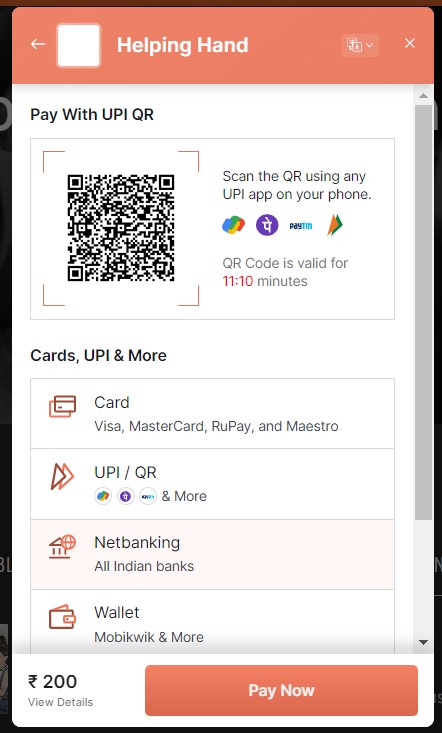 Helping Hand
Pay With UPI QR
Scan the QR using any
UPI app on your phone.
paytm
QR Code is valid for
11:10 minutes
Cards, UPI & More
Card
Visa, MasterCard, RuPay, and Maestro
UPI / QR
& More
Netbanking
All Indian banks
Wallet
Mobikwik & More
₹ 200
View Details
Pay Now